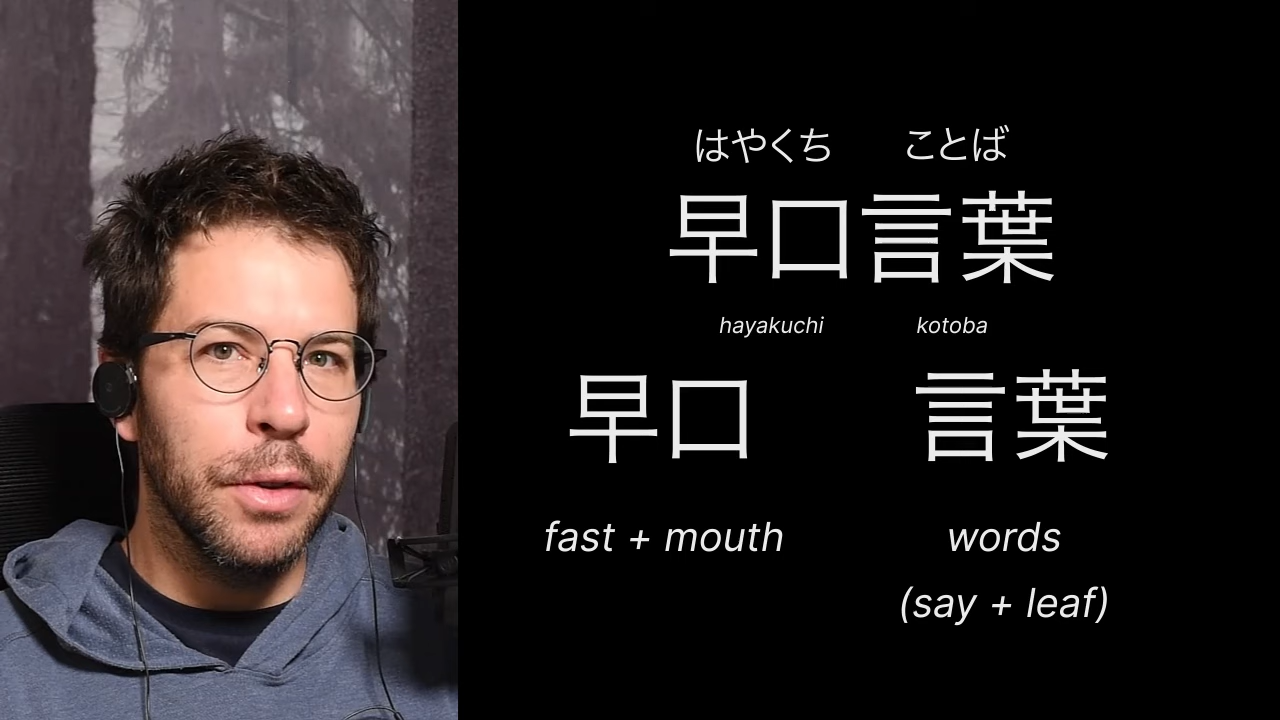 はやくち ことば
早口言葉
hayakuchi kotoba
早口 言葉
fast + mouth words
(say + leaf)